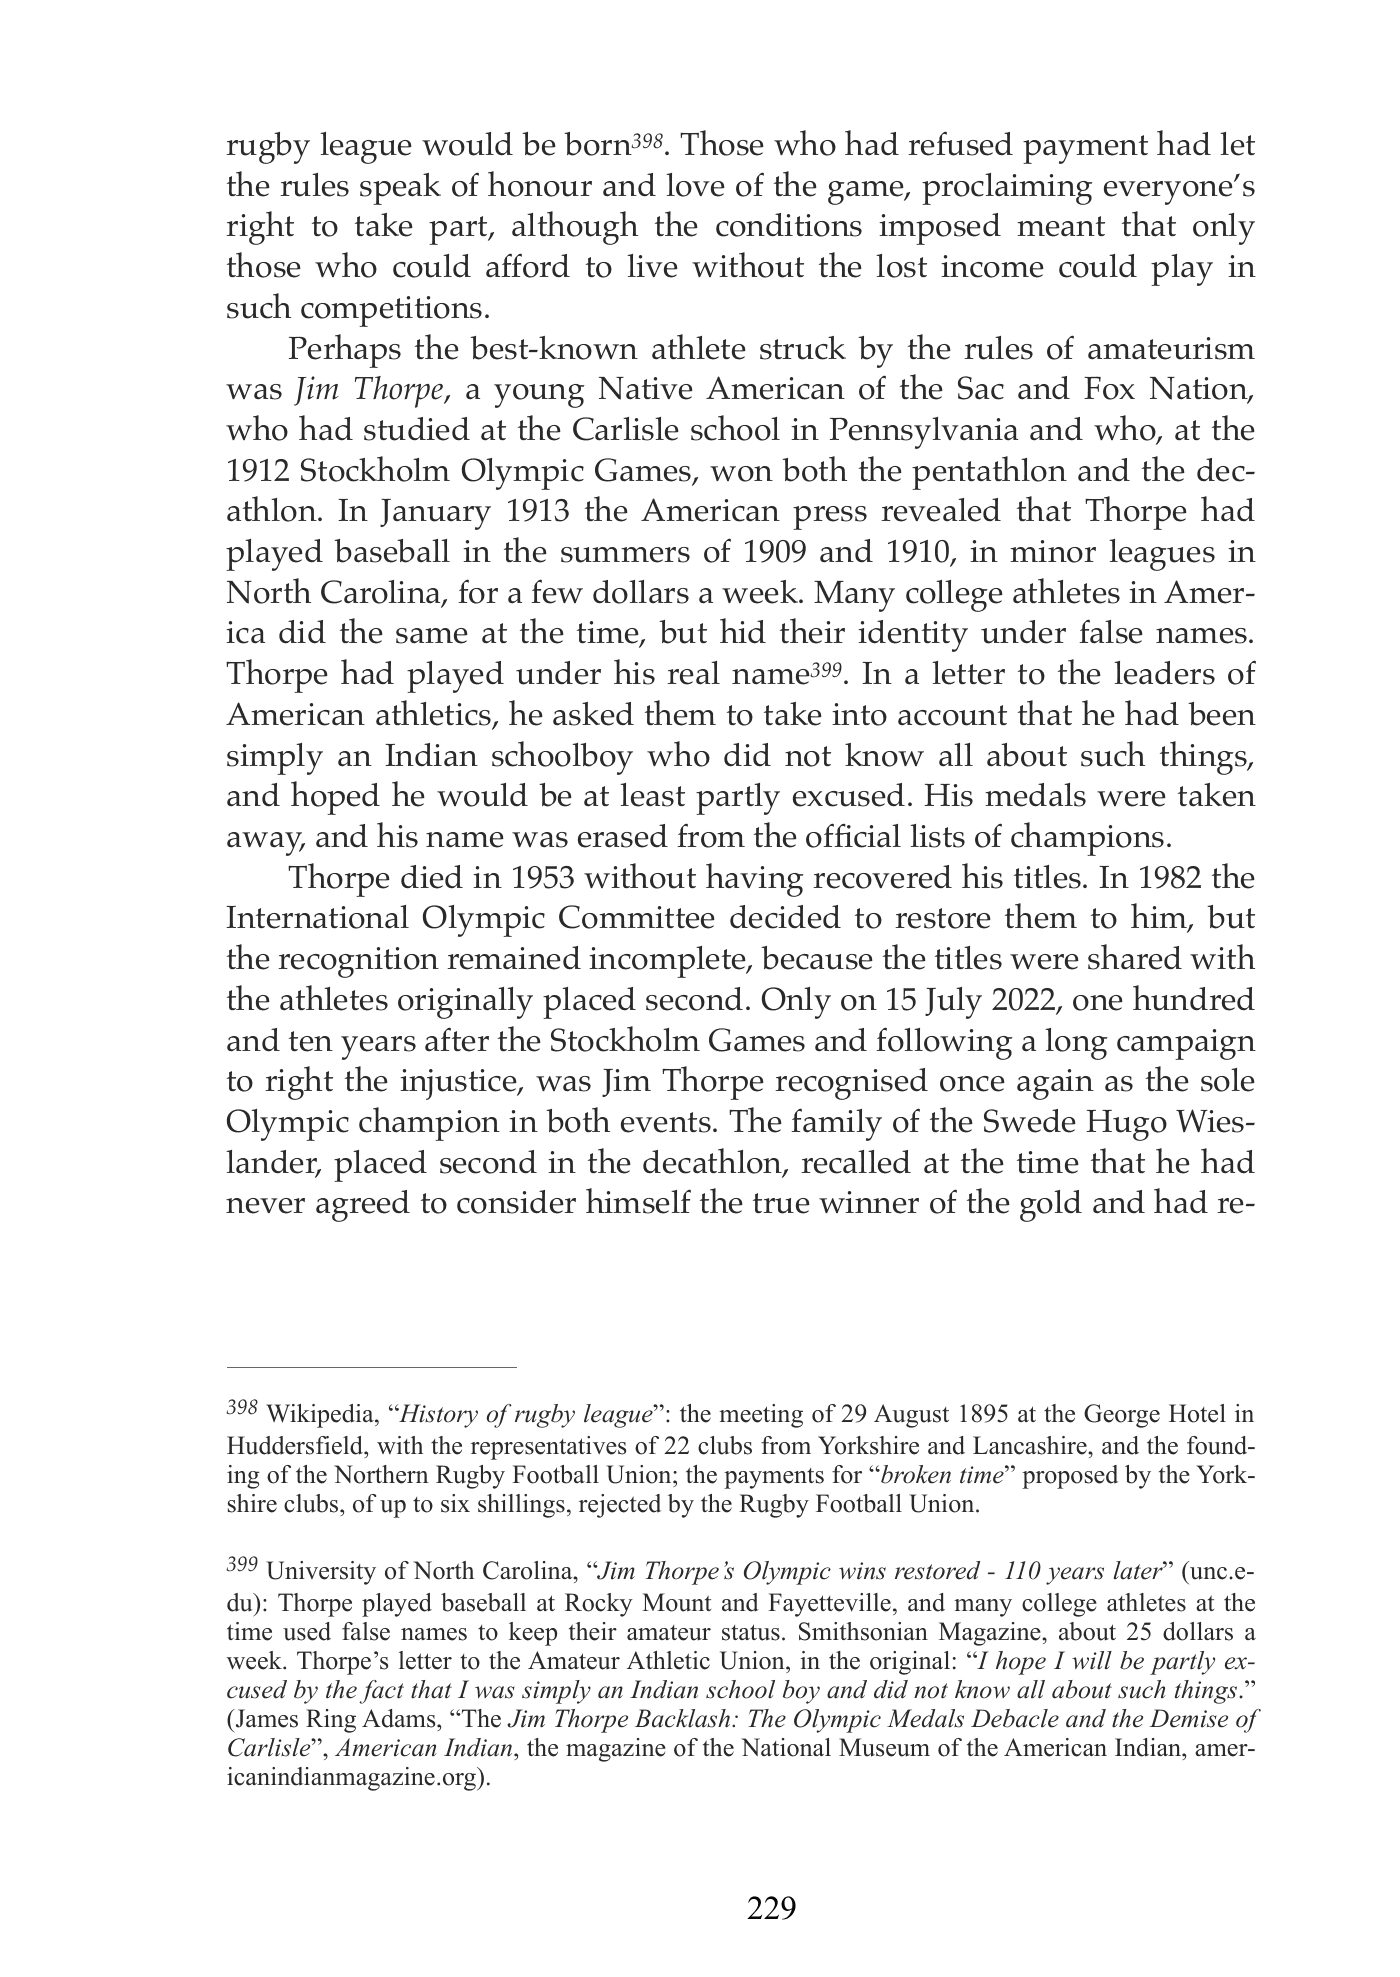 rugby league would be born398. Those who had refused payment had let
the rules speak of honour and love of the game, proclaiming everyone’s
right to take part, although the conditions imposed meant that only
those who could afford to live without the lost income could play in
such competitions.
Perhaps the best-known athlete struck by the rules of amateurism
was Jim Thorpe, a young Native American of the Sac and Fox Nation,
who had studied at the Carlisle school in Pennsylvania and who, at the
1912 Stockholm Olympic Games, won both the pentathlon and the dec-
athlon. In January 1913 the American press revealed that Thorpe had
played baseball in the summers of 1909 and 1910, in minor leagues in
North Carolina, for a few dollars a week. Many college athletes in Amer-
ica did the same at the time, but hid their identity under false names.
Thorpe had played under his real name399. In a letter to the leaders of
American athletics, he asked them to take into account that he had been
simply an Indian schoolboy who did not know all about such things,
and hoped he would be at least partly excused. His medals were taken
away, and his name was erased from the official lists of champions.
Thorpe died in 1953 without having recovered his titles. In 1982 the
International Olympic Committee decided to restore them to him, but
the recognition remained incomplete, because the titles were shared with
the athletes originally placed second. Only on 15 July 2022, one hundred
and ten years after the Stockholm Games and following a long campaign
to right the injustice, was Jim Thorpe recognised once again as the sole
Olympic champion in both events. The family of the Swede Hugo Wies-
lander, placed second in the decathlon, recalled at the time that he had
never agreed to consider himself the true winner of the gold and had re-
398 Wikipedia, “History of rugby league”: the meeting of 29 August 1895 at the George Hotel in
Huddersfield, with the representatives of 22 clubs from Yorkshire and Lancashire, and the found-
ing of the Northern Rugby Football Union; the payments for “broken time” proposed by the York-
shire clubs, of up to six shillings, rejected by the Rugby Football Union.
399 University of North Carolina, “Jim Thorpe’s Olympic wins restored - 110 years later” (unc.e-
du): Thorpe played baseball at Rocky Mount and Fayetteville, and many college athletes at the
time used false names to keep their amateur status. Smithsonian Magazine, about 25 dollars a
week. Thorpe’s letter to the Amateur Athletic Union, in the original: “I hope I will be partly ex-
cused by the fact that I was simply an Indian school boy and did not know all about such things.”
(James Ring Adams, “The Jim Thorpe Backlash: The Olympic Medals Debacle and the Demise of
Carlisle”, American Indian, the magazine of the National Museum of the American Indian, amer-
icanindianmagazine.org).
229